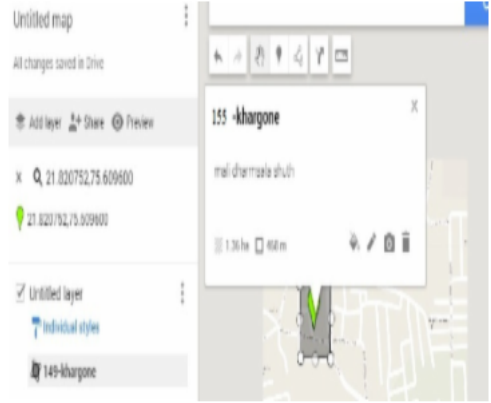 Untitled map
All changes saved in Drive
Add layer
Share
Preview
21.820752,75.609600
21.820752,75.609600
Untitled layer
Individual styles
149-khargone
155 -khargone
mali dharmsala shuth
1.36 ha
468 m